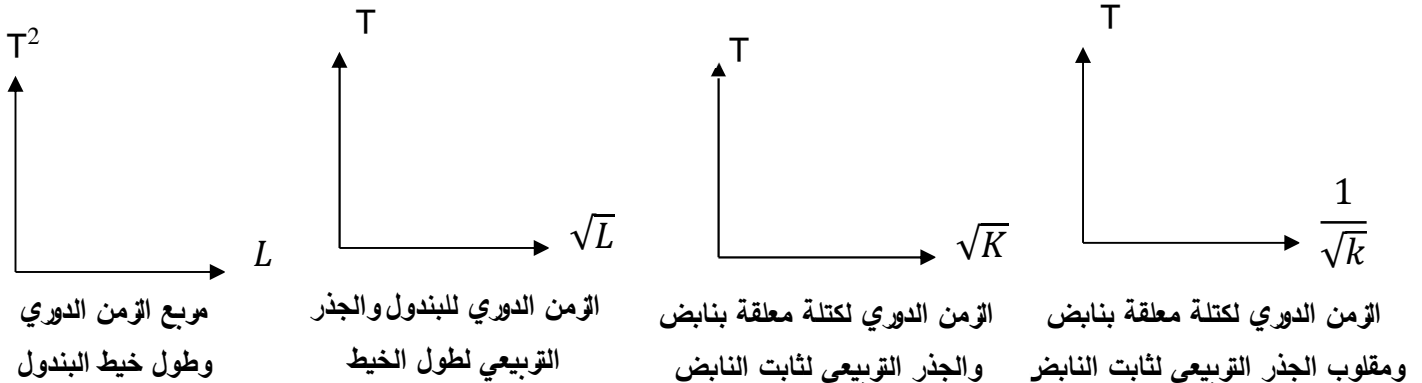 T
1/√k
الزمن الدوري لكتلة معلقة بنابض
ومقلوب الجذر التربيعي لثابت النابض
T
√K
الزمن الدوري لكتلة معلقة بنابض
والجذر التربيعي لثابت النابض
T
√L
الزمن الدوري للبندول والجذر
التربيعي لطول الخيط
T²
L
مربع الزمن الدوري
وطول خيط البندول